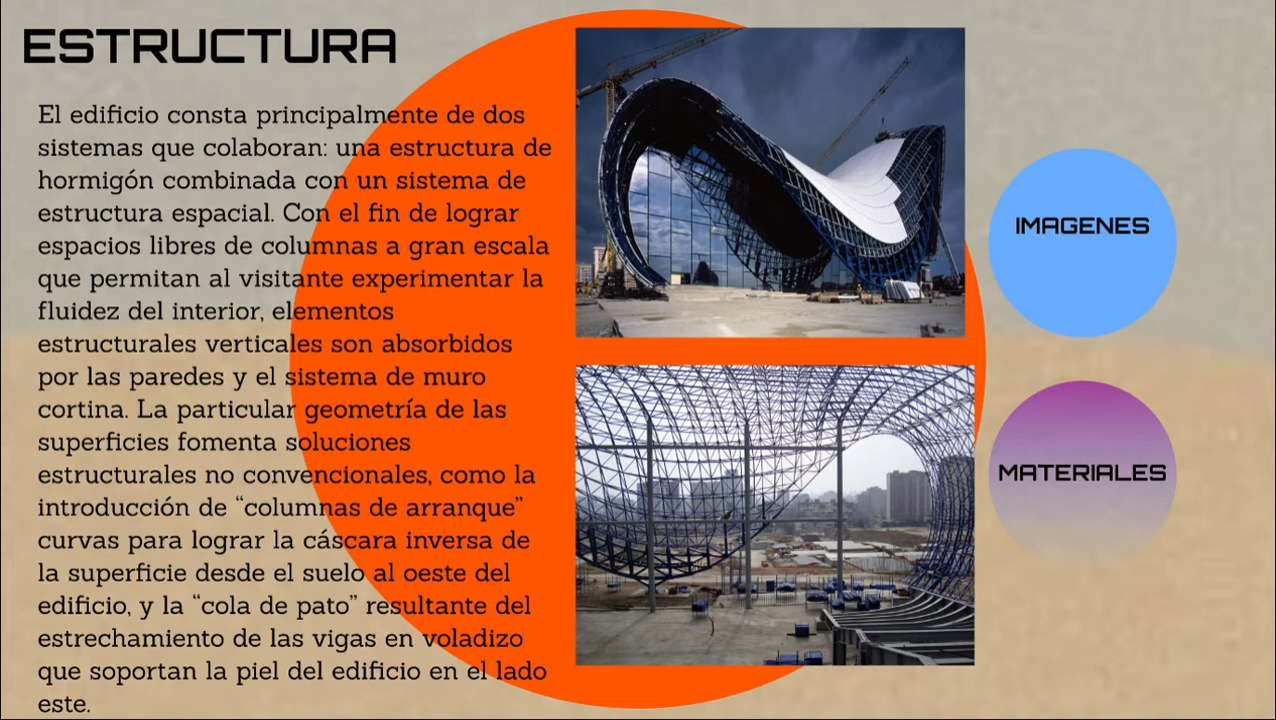 ESTRUCTURA
El edificio consta principalmente de dos
sistemas que colaboran: una estructura de
hormigón combinada con un sistema de
estructura espacial. Con el fin de lograr
espacios libres de columnas a gran escala
que permitan al visitante experimentar la
fluidez del interior, elementos
estructurales verticales son absorbidos
por las paredes y el sistema de muro
cortina. La particular geometría de las
superficies fomenta soluciones
estructurales no convencionales, como la
introducción de “columnas de arranque”
curvas para lograr la cáscara inversa de
la superficie desde el suelo al oeste del
edificio, y la “cola de pato” resultante del
estrechamiento de las vigas en voladizo
que soportan la piel del edificio en el lado
este.
IMAGENES
MATERIALES